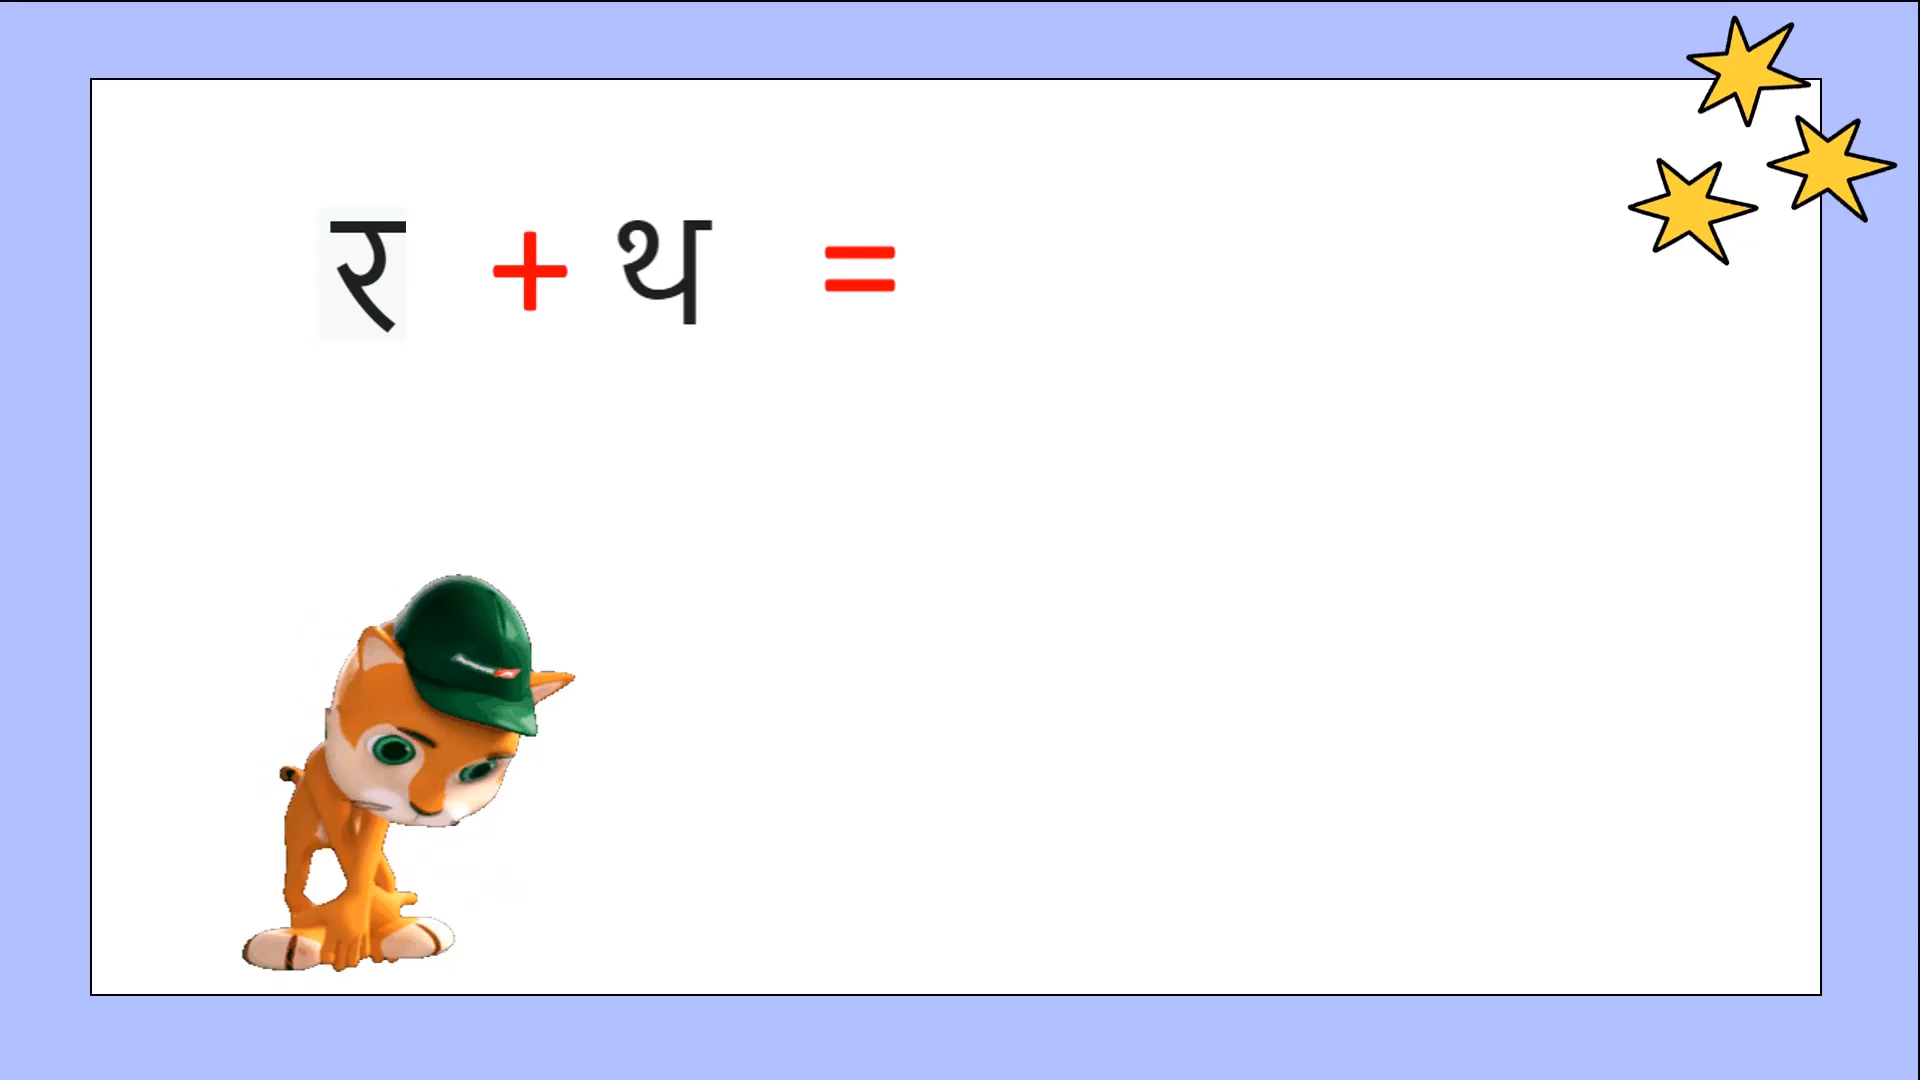 र + थ =